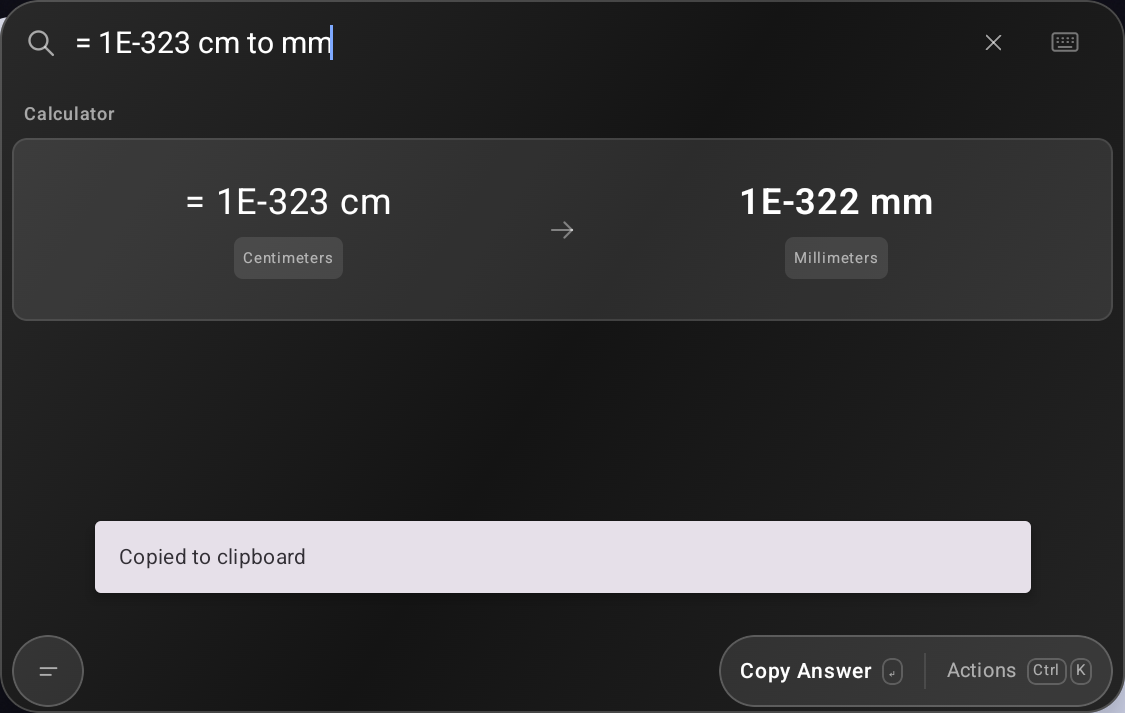 = 1E-323 cm to mm
Calculator
= 1E-323 cm
1E-322 mm
Centimeters
Millimeters
Copied to clipboard
Copy Answer
Actions Ctrl K